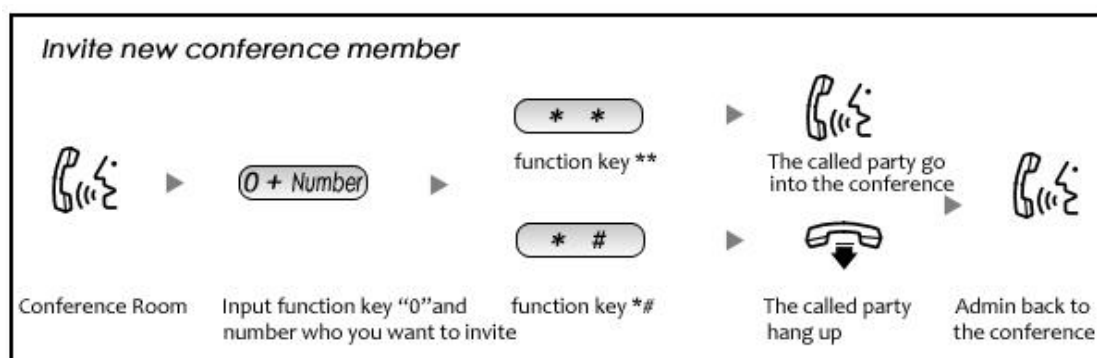 Invite new conference member
* *
function key **
The called party go
into the conference
0 + Number
* #
Conference Room
Input function key “0”and
number who you want to invite
function key *#
The called party
hang up
Admin back to
the conference